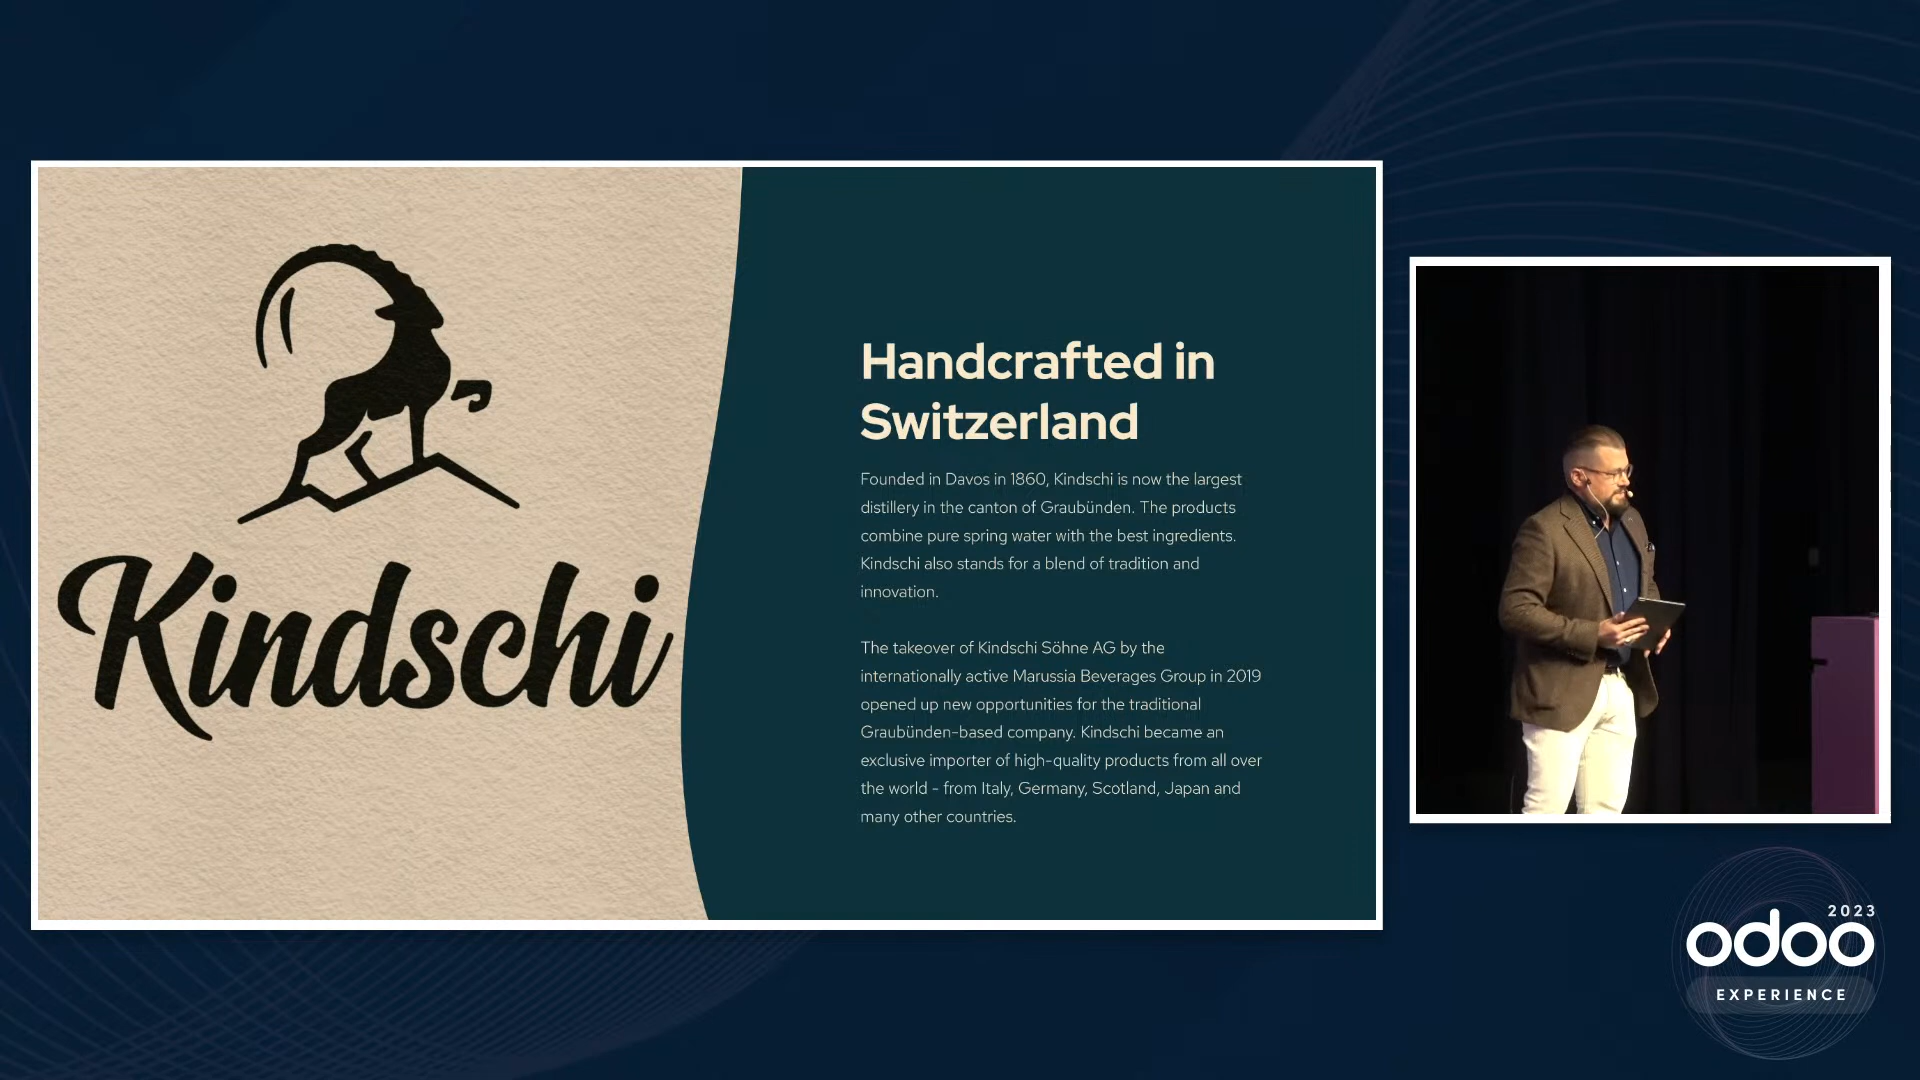 Kindschi
Handcrafted in
Switzerland
Founded in Davos in 1860, Kindschi is now the largest
distillery in the canton of Graubünden. The products
combine pure spring water with the best ingredients.
Kindschi also stands for a blend of tradition and
innovation.
The takeover of Kindschi Söhne AG by the
internationally active Marussia Beverages Group in 2019
opened up new opportunities for the traditional
Graubünden-based company. Kindschi became an
exclusive importer of high-quality products from all over
the world - from Italy, Germany, Scotland, Japan and
many other countries.
2023
odoo
EXPERIENCE